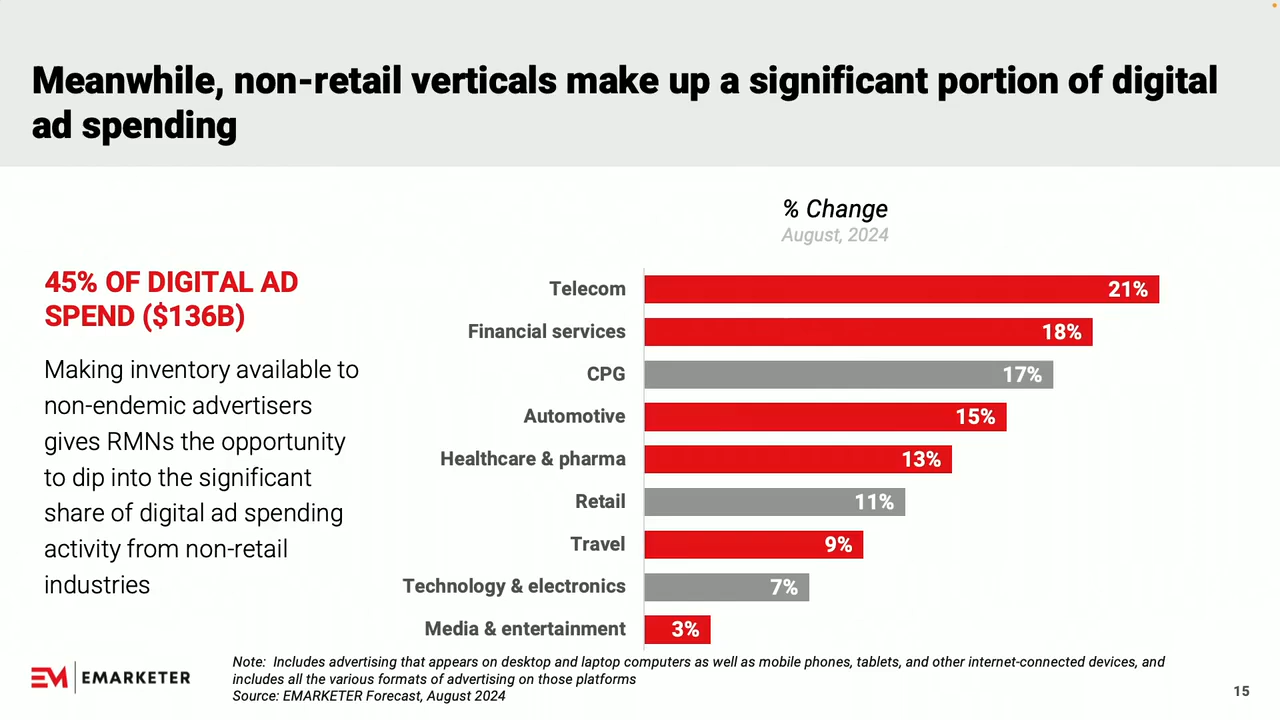 Meanwhile, non-retail verticals make up a significant portion of digital
ad spending
45% OF DIGITAL AD
SPEND ($136B)
Making inventory available to
non-endemic advertisers
gives RMNs the opportunity
to dip into the significant
share of digital ad spending
activity from non-retail
industries
% Change
August, 2024
Telecom 21%
Financial services 18%
CPG 17%
Automotive 15%
Healthcare & pharma 13%
Retail 11%
Travel 9%
Technology & electronics 7%
Media & entertainment 3%
EM EMARKETER
Note: Includes advertising that appears on desktop and laptop computers as well as mobile phones, tablets, and other internet-connected devices, and
includes all the various formats of advertising on those platforms
Source: EMARKETER Forecast, August 2024
15